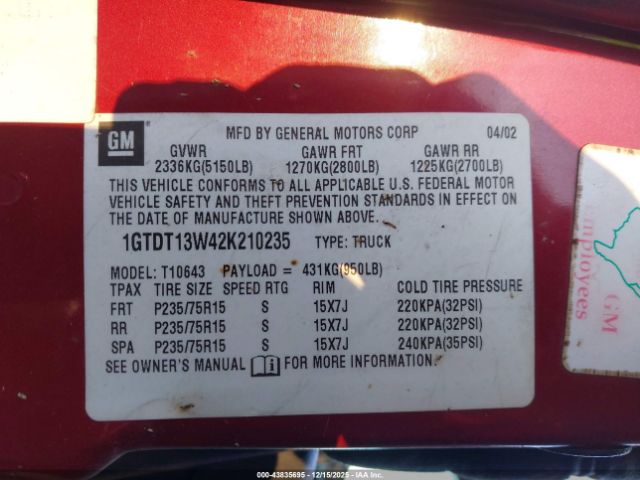 GM
MFD BY GENERAL MOTORS CORP 04/02
GVWR GAWR FRT GAWR RR
2336KG(5150LB) 1270KG(2800LB) 1225KG(2700LB)
THIS VEHICLE CONFORMS TO ALL APPLICABLE U.S. FEDERAL MOTOR
VEHICLE SAFETY AND THEFT PREVENTION STANDARDS IN EFFECT ON
THE DATE OF MANUFACTURE SHOWN ABOVE.
1GTDT13W42K210235 TYPE: TRUCK
MODEL: T10643 PAYLOAD = 431KG(950LB)
TPAX TIRE SIZE SPEED RTG RIM COLD TIRE PRESSURE
FRT P235/75R15 S 15X7J 220KPA(32PSI)
RR P235/75R15 S 15X7J 220KPA(32PSI)
SPA P235/75R15 S 15X7J 240KPA(35PSI)
SEE OWNER'S MANUAL FOR MORE INFORMATION.
GM
mployees
000-43835695 - 12/15/2025 - © IAA Holdings, LLC